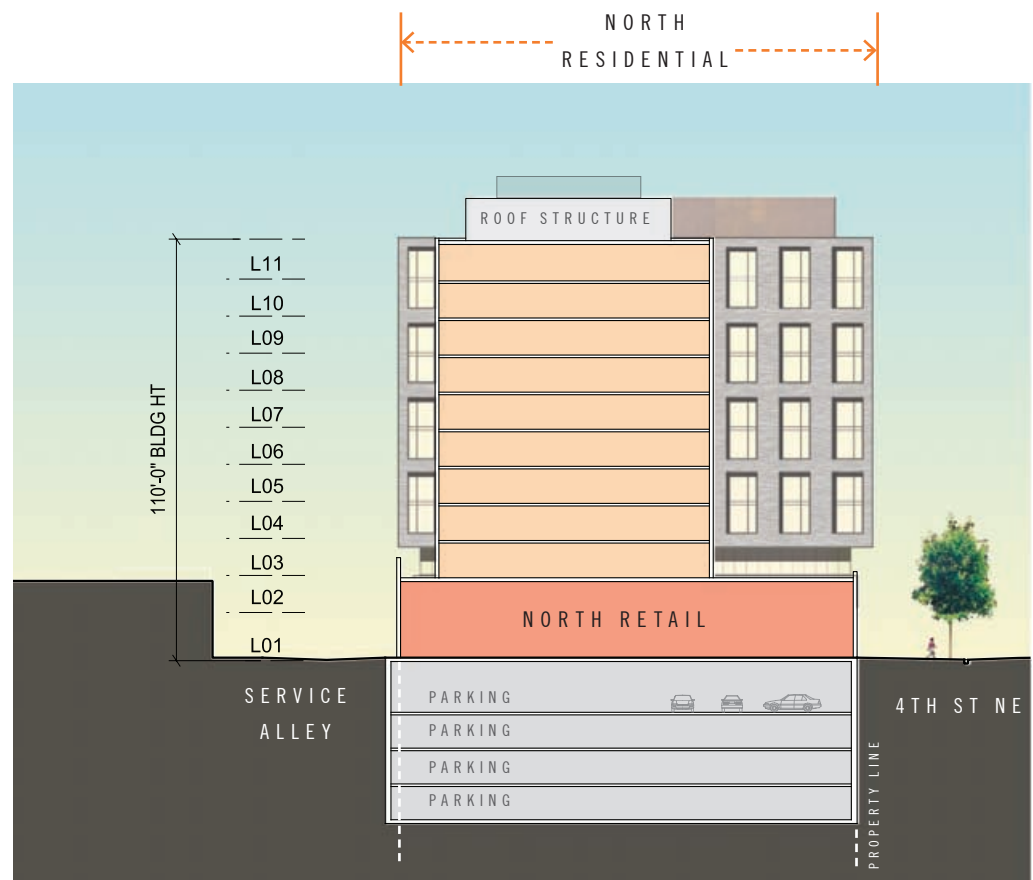 NORTH
RESIDENTIAL
ROOF STRUCTURE
L11
L10
L09
L08
L07
L06
L05
L04
L03
L02
L01
110'-0" BLDG HT
NORTH RETAIL
SERVICE
ALLEY
PARKING
PARKING
PARKING
PARKING
4TH ST NE
PROPERTY LINE